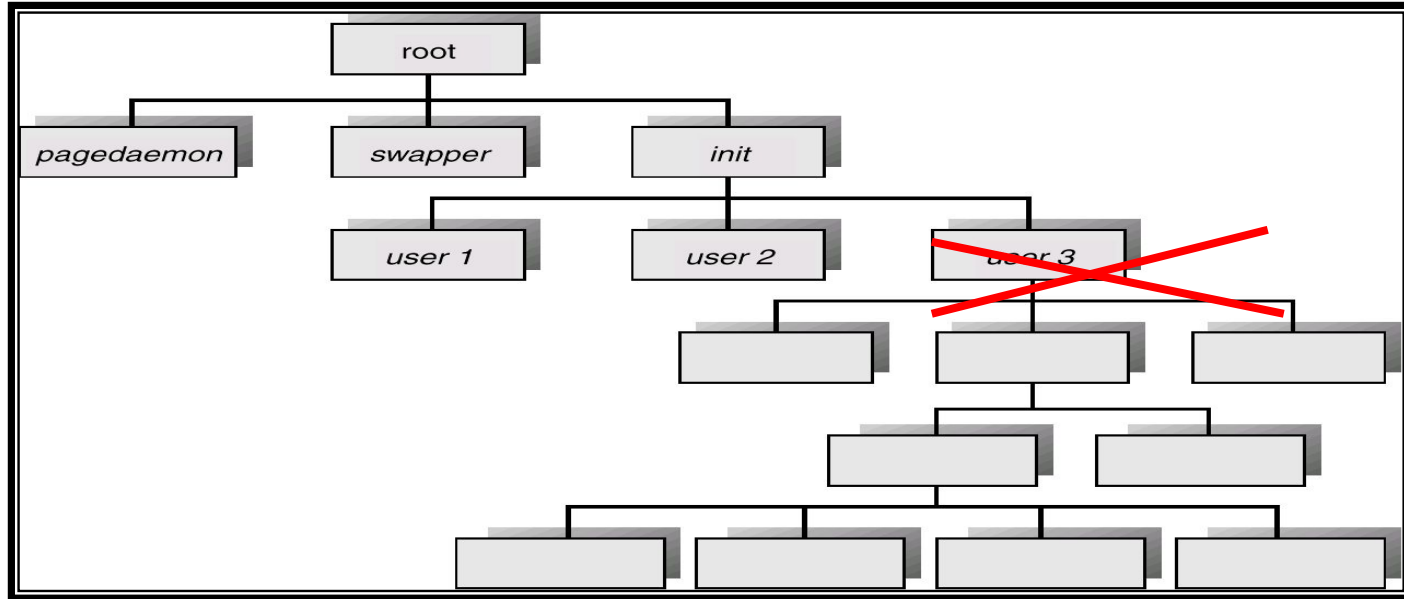 root
pagedaemon
swapper
init
user 1
user 2
user 3